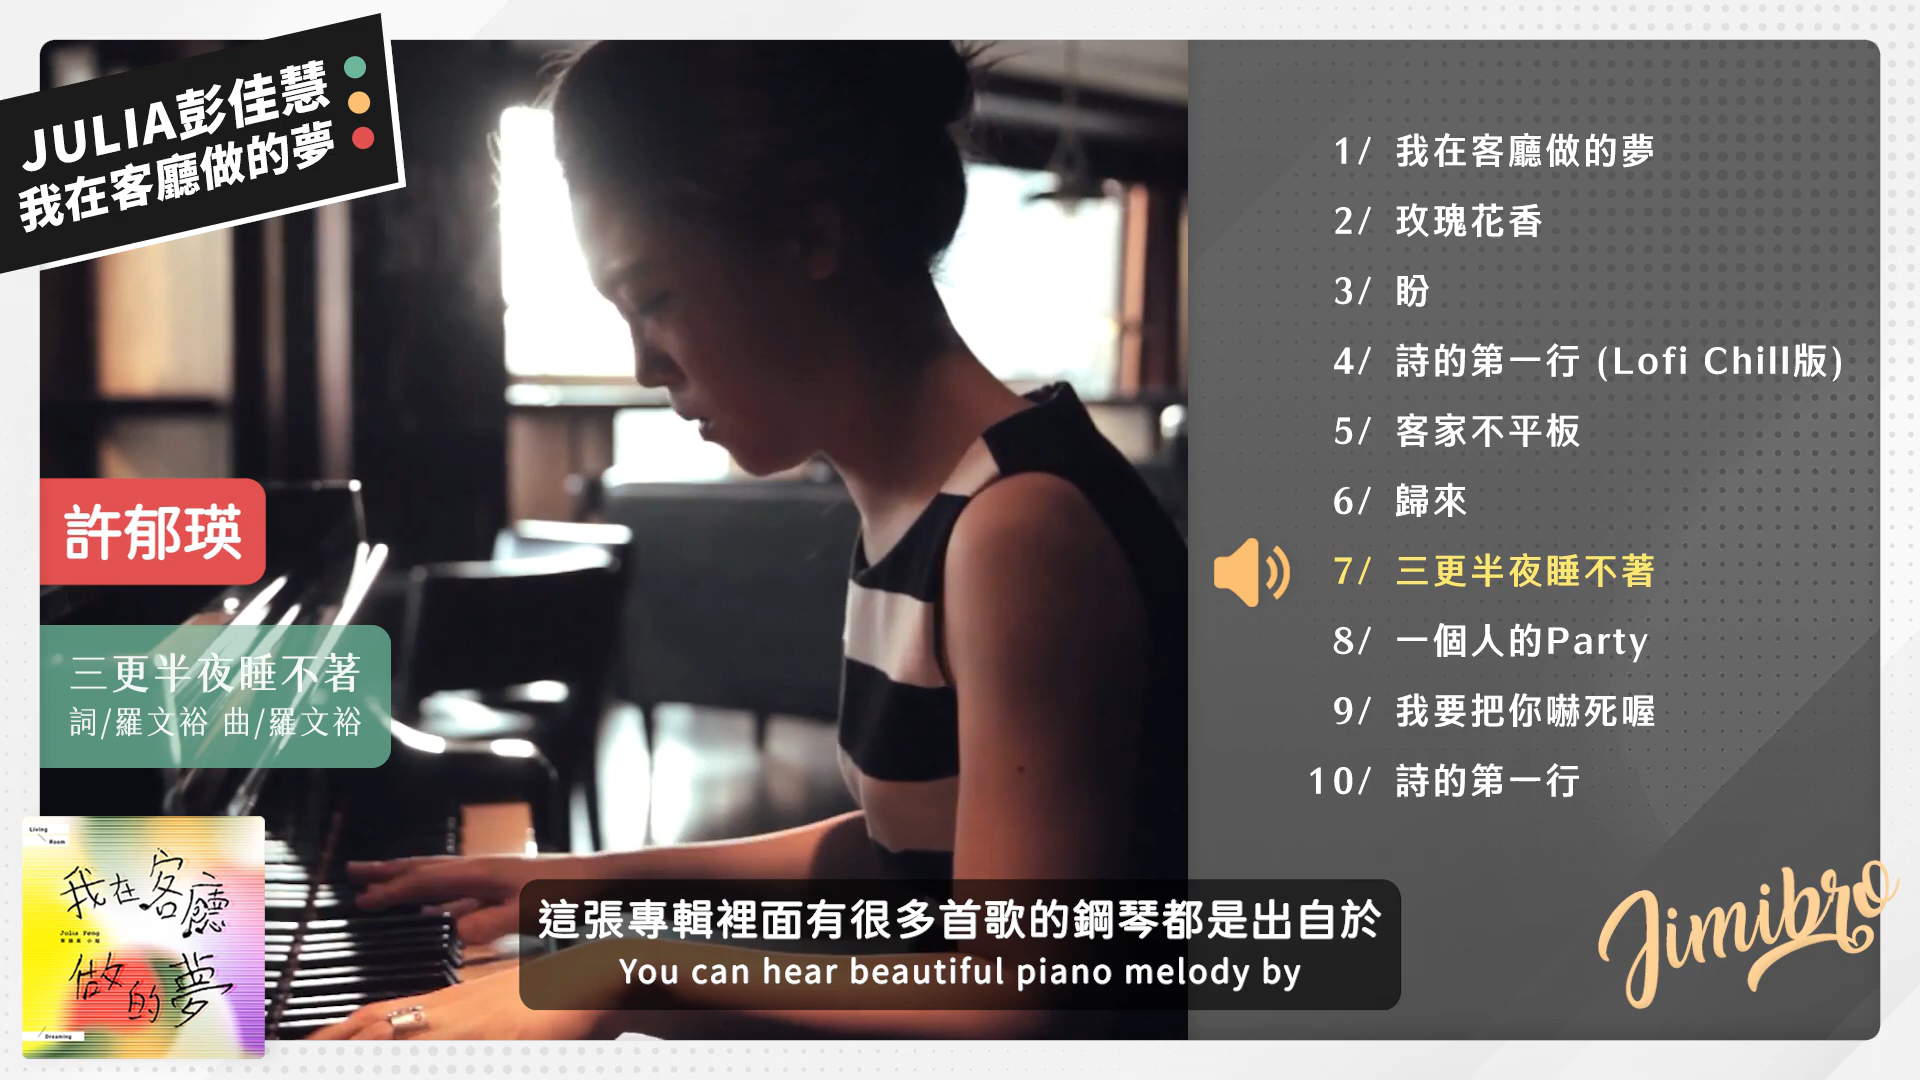 JULIA彭佳慧
我在客廳做的夢
許郁瑛
三更半夜睡不著
詞/羅文裕 曲/羅文裕
Living
Room
我在客廳
Julia Peng
做的夢
Dreaming
1/ 我在客廳做的夢
2/ 玫瑰花香
3/ 盼
4/ 詩的第一行 (Lofi Chill版)
5/ 客家不平板
6/ 歸來
7/ 三更半夜睡不著
8/ 一個人的Party
9/ 我要把你嚇死喔
10/ 詩的第一行
這張專輯裡面有很多首歌的鋼琴都是出自於
You can hear beautiful piano melody by
Jimibro